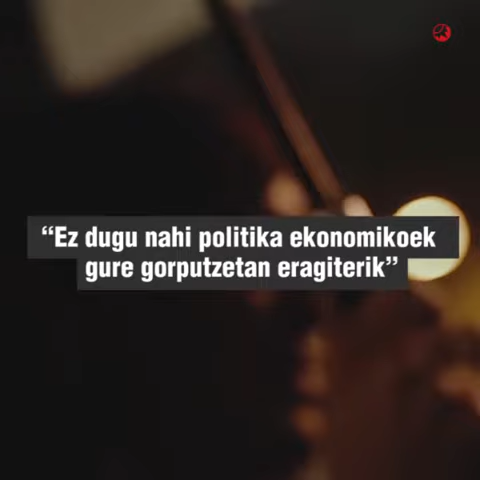 “Ez dugu nahi politika ekonomikoek
gure gorputzetan eragiterik”